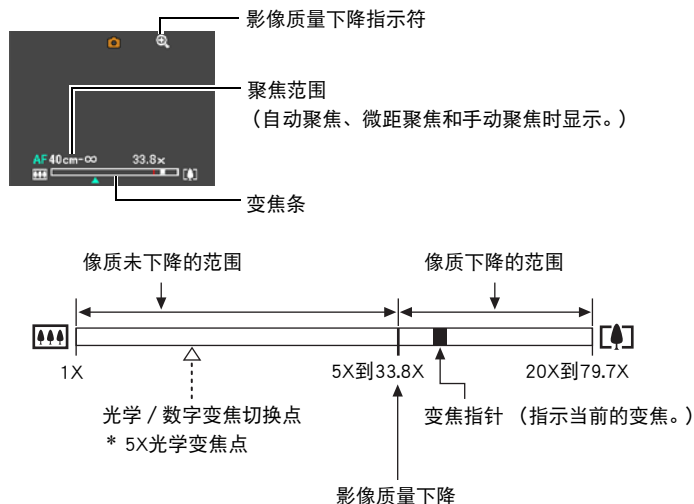 影像质量下降指示符
聚焦范围
（自动聚焦、微距聚焦和手动聚焦时显示。）
AF 40cm-∞ 33.8×
变焦条
像质未下降的范围 像质下降的范围
1X 5X到33.8X 20X到79.7X
光学 / 数字变焦切换点
* 5X光学变焦点
变焦指针 （指示当前的变焦。）
影像质量下降